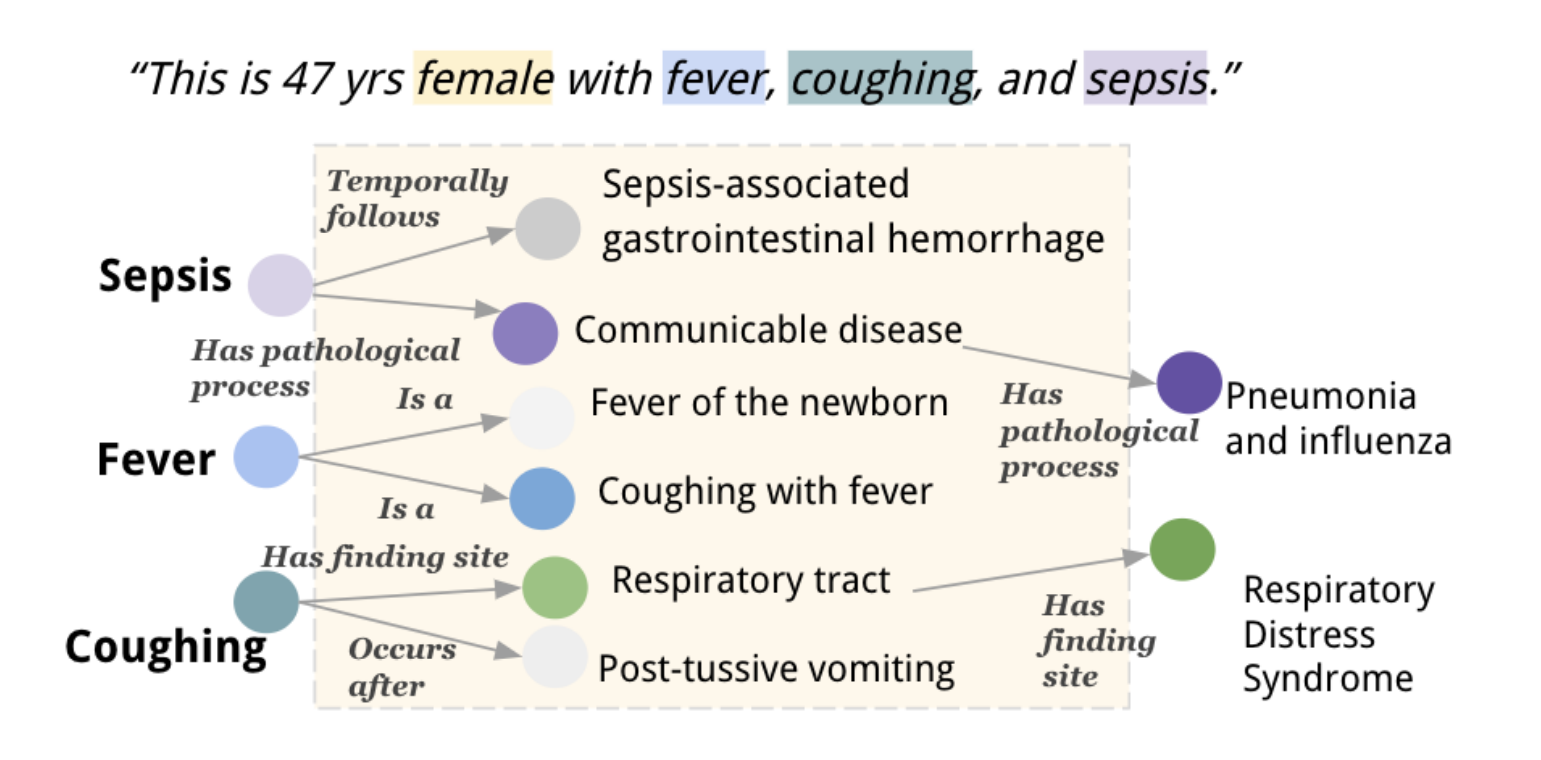 “This is 47 yrs female with fever, coughing, and sepsis.”
Temporally
follows
Sepsis-associated
gastrointestinal hemorrhage
Sepsis
Communicable disease
Has pathological
process
Is a
Fever of the newborn
Has
pathological
process
Pneumonia
and influenza
Fever
Coughing with fever
Is a
Has finding site
Respiratory tract
Has
finding
site
Respiratory
Distress
Syndrome
Coughing
Occurs
after
Post-tussive vomiting